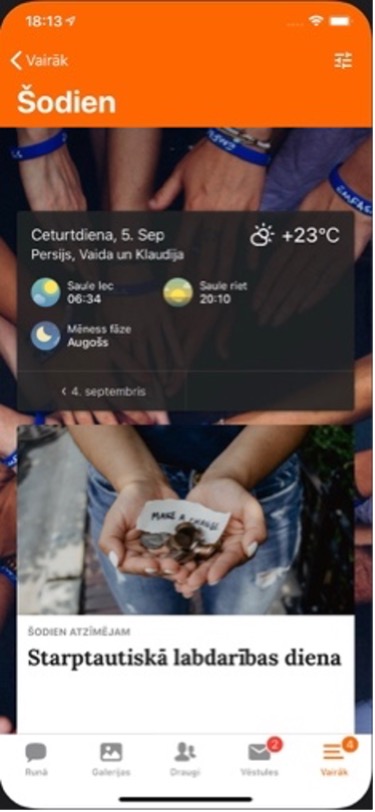 18:13
Vairāk
Šodien
Ceturtdiena, 5. Sep
+23°C
Persijs, Vaida un Klaudija
Saule lec
06:34
Saule riet
20:10
Mēness fāze
Augošs
‹ 4. septembris
MAKE A CHANGE
ŠODIEN ATZĪMĒJAM
Starptautiskā labdarības diena
2
4
Runā
Galerijas
Draugi
Vēstules
Vairāk